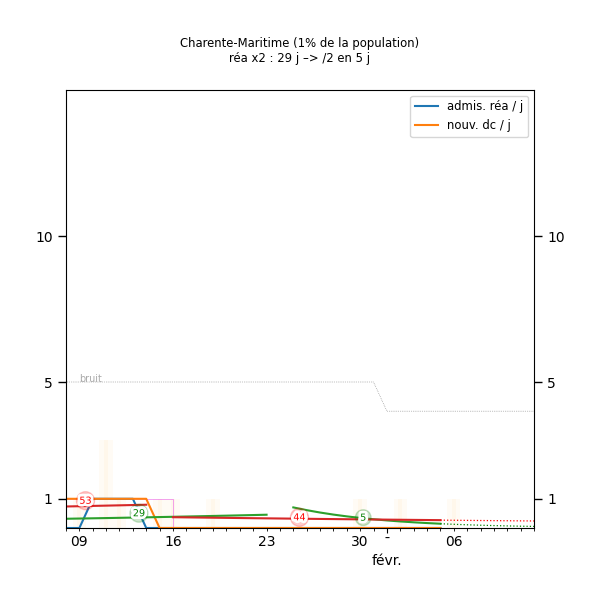 Charente-Maritime (1% de la population)
réa x2 : 29 j –> /2 en 5 j
admis. réa / j
nouv. dc / j
10
10
bruit
5
5
1
1
53
29
44
5
09
16
23
30
-
06
févr.